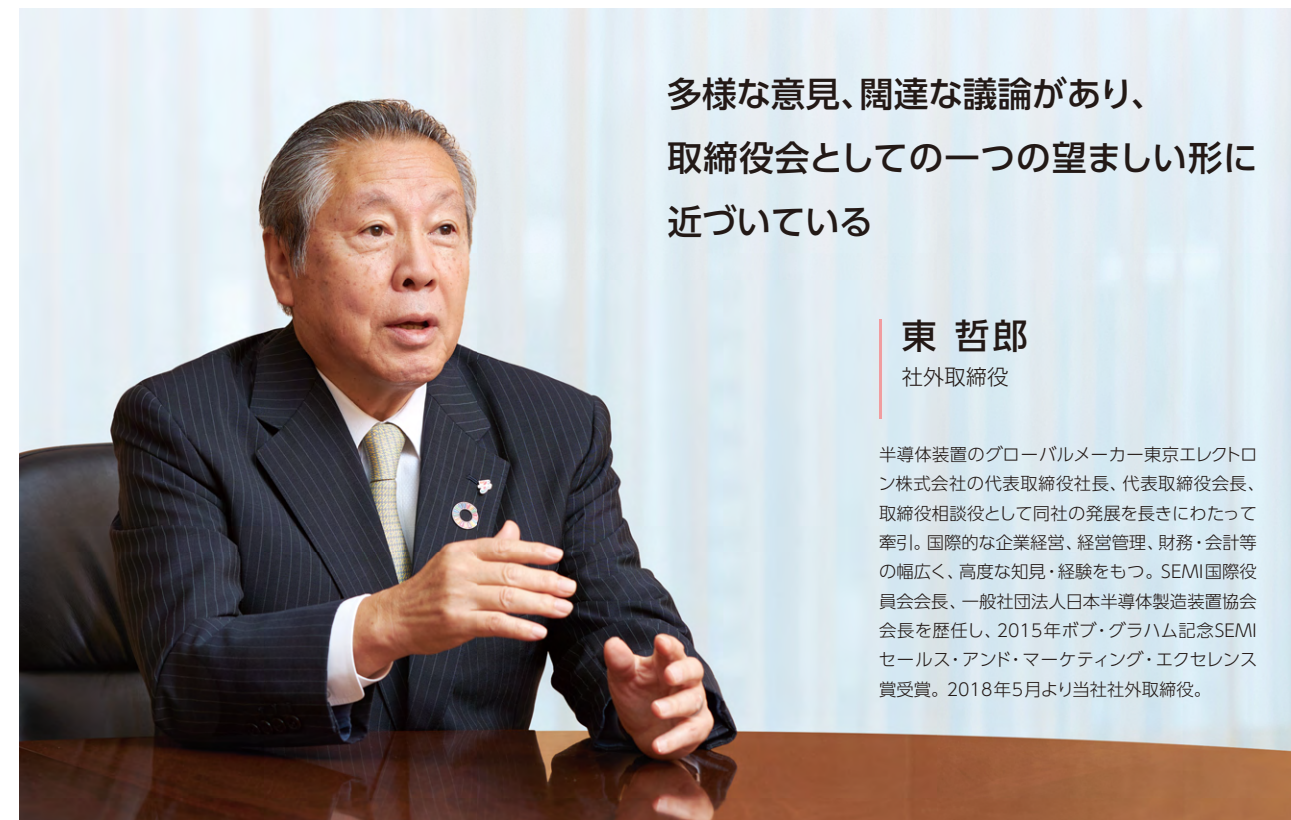 多様な意見、闊達な議論があり、
取締役会としての一つの望ましい形に
近づいている
東 哲郎
社外取締役
半導体装置のグローバルメーカー東京エレクトロ
ン株式会社の代表取締役社長、代表取締役会長、
取締役相談役として同社の発展を長きにわたって
牽引。国際的な企業経営、経営管理、財務・会計等
の幅広く、高度な知見・経験をもつ。SEMI国際役
員会会長、一般社団法人日本半導体製造装置協会
会長を歴任し、2015年ボブ・グラハム記念SEMI
セールス・アンド・マーケティング・エクセレンス
賞受賞。2018年5月より当社社外取締役。